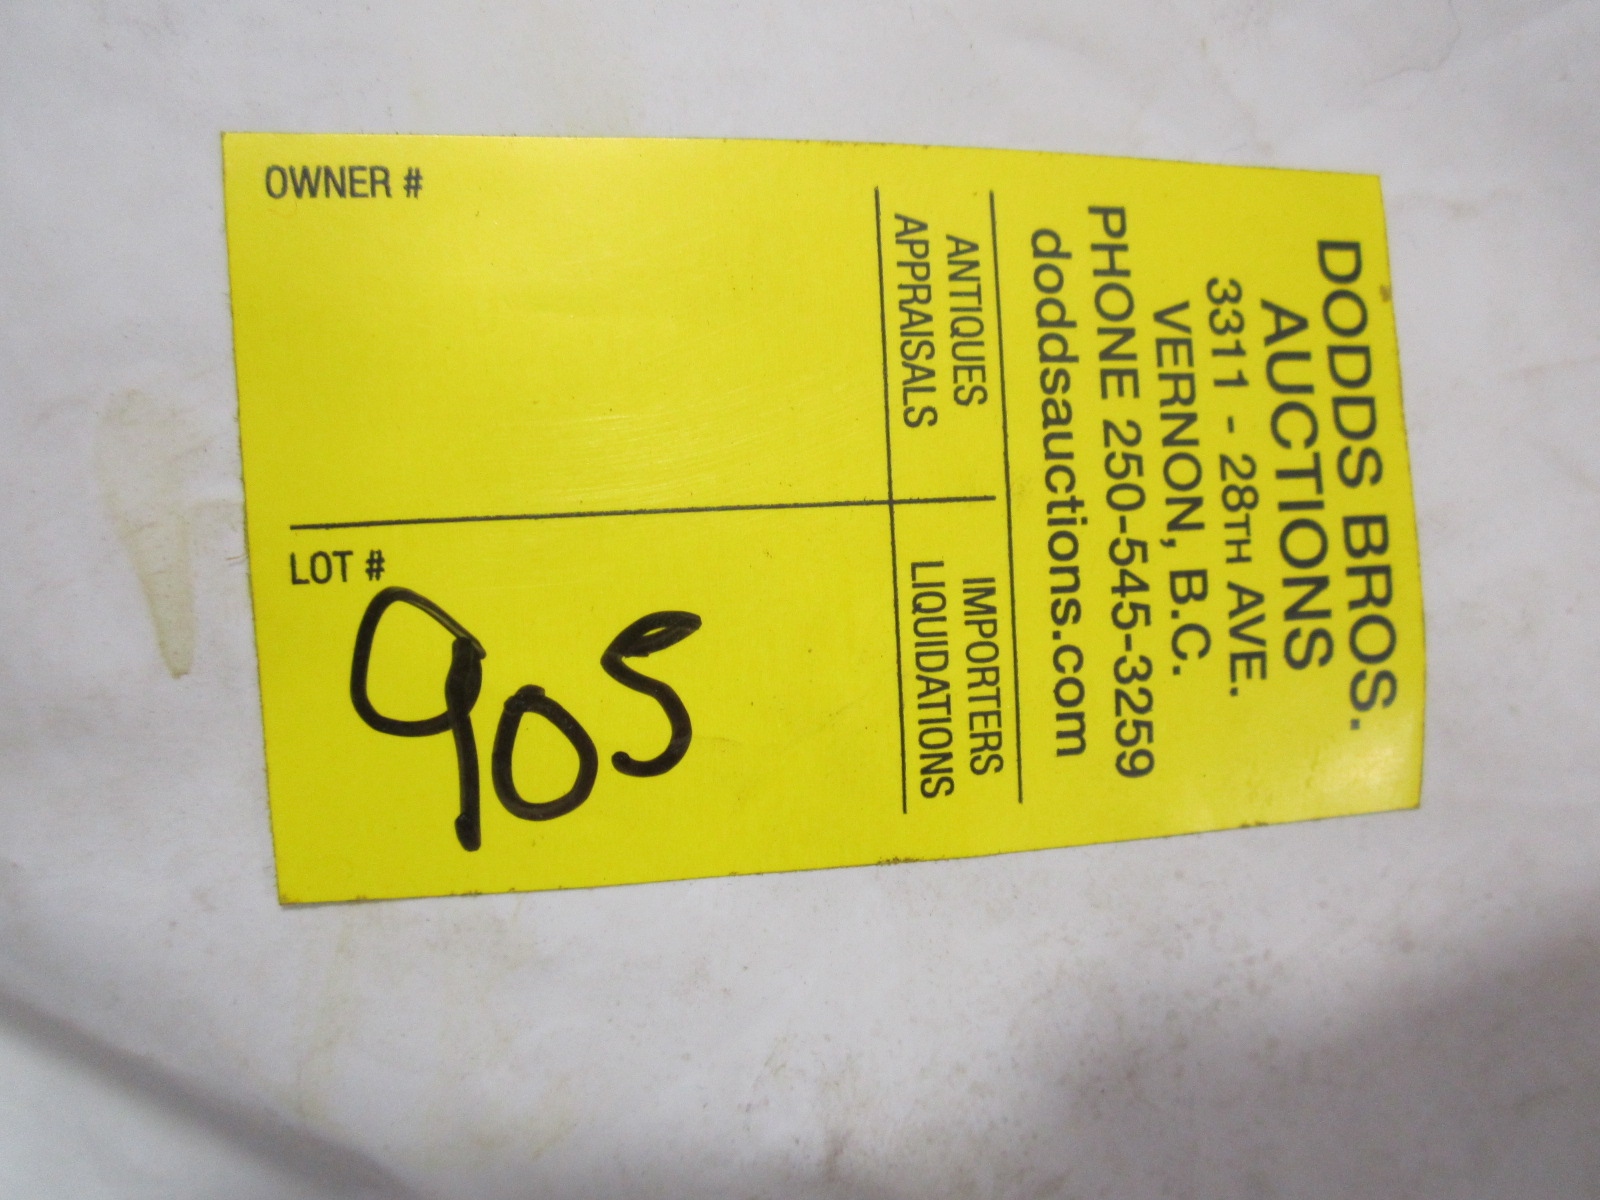 DODDS BROS.
AUCTIONS
3311 - 28TH AVE.
VERNON, B.C.
PHONE 250-545-3259
doddsauctions.com
ANTIQUES
APPRAISALS
IMPORTERS
LIQUIDATIONS
OWNER #
LOT #
905